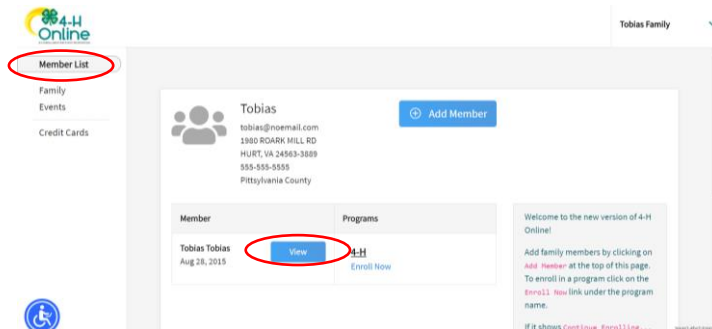 4-H
Online
Tobias Family
Member List
Family
Events
Credit Cards
Tobias
tobias@noemail.com
1980 ROARK MILL RD
HURT, VA 24563-3889
555-555-5555
Pittsylvania County
Add Member
Member
Programs
Tobias Tobias
Aug 28, 2015
View
4-H
Enroll Now
Welcome to the new version of 4-H
Online!
Add family members by clicking on
Add Member at the top of this page.
To enroll in a program click on the
Enroll Now link under the program
name.
If it shows Continue Enrolling...